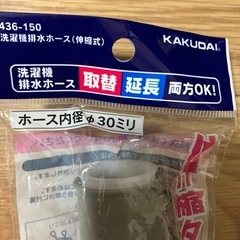 436-150
洗濯機排水ホース(伸縮式)
KAKUDAI
洗濯機
排水ホース
取替
延長
両方OK!
ホース内径φ30ミリ